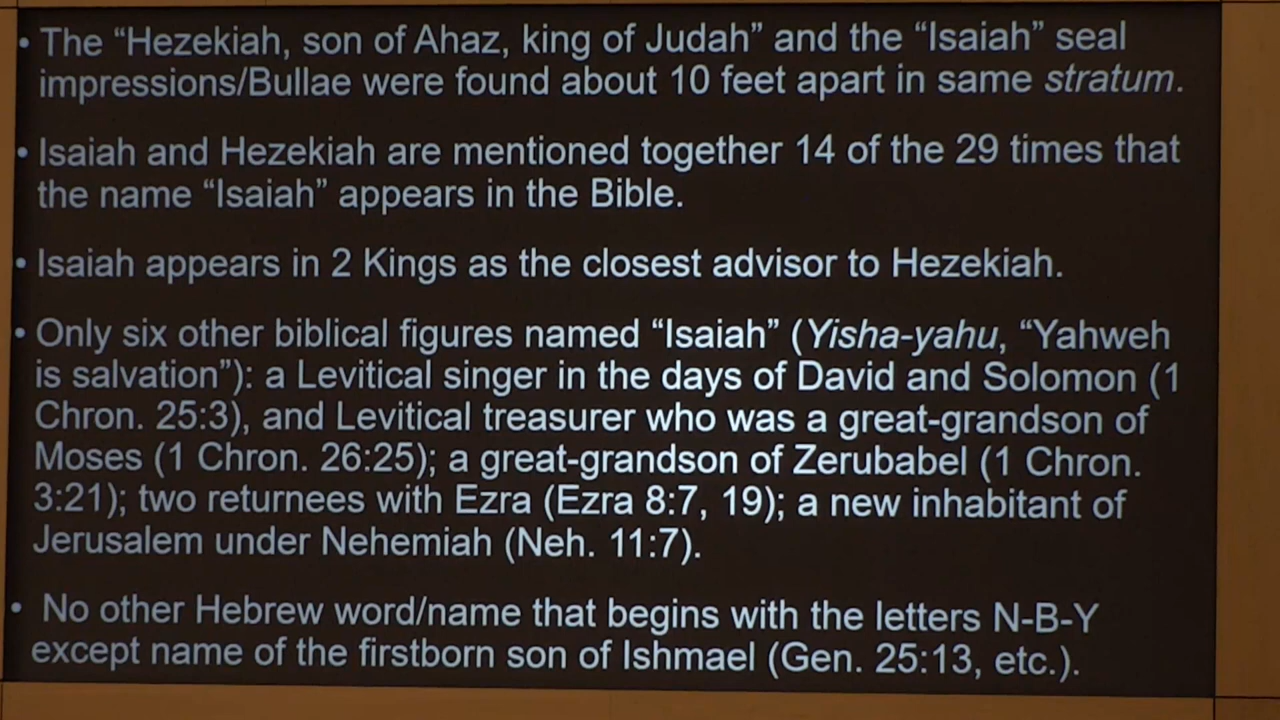 • The “Hezekiah, son of Ahaz, king of Judah” and the “Isaiah” seal
impressions/Bullae were found about 10 feet apart in same stratum.
• Isaiah and Hezekiah are mentioned together 14 of the 29 times that
the name “Isaiah” appears in the Bible.
• Isaiah appears in 2 Kings as the closest advisor to Hezekiah.
• Only six other biblical figures named “Isaiah” (Yisha-yahu, “Yahweh
is salvation”): a Levitical singer in the days of David and Solomon (1
Chron. 25:3), and Levitical treasurer who was a great-grandson of
Moses (1 Chron. 26:25); a great-grandson of Zerubabel (1 Chron.
3:21); two returnees with Ezra (Ezra 8:7, 19); a new inhabitant of
Jerusalem under Nehemiah (Neh. 11:7).
• No other Hebrew word/name that begins with the letters N-B-Y
except name of the firstborn son of Ishmael (Gen. 25:13, etc.).